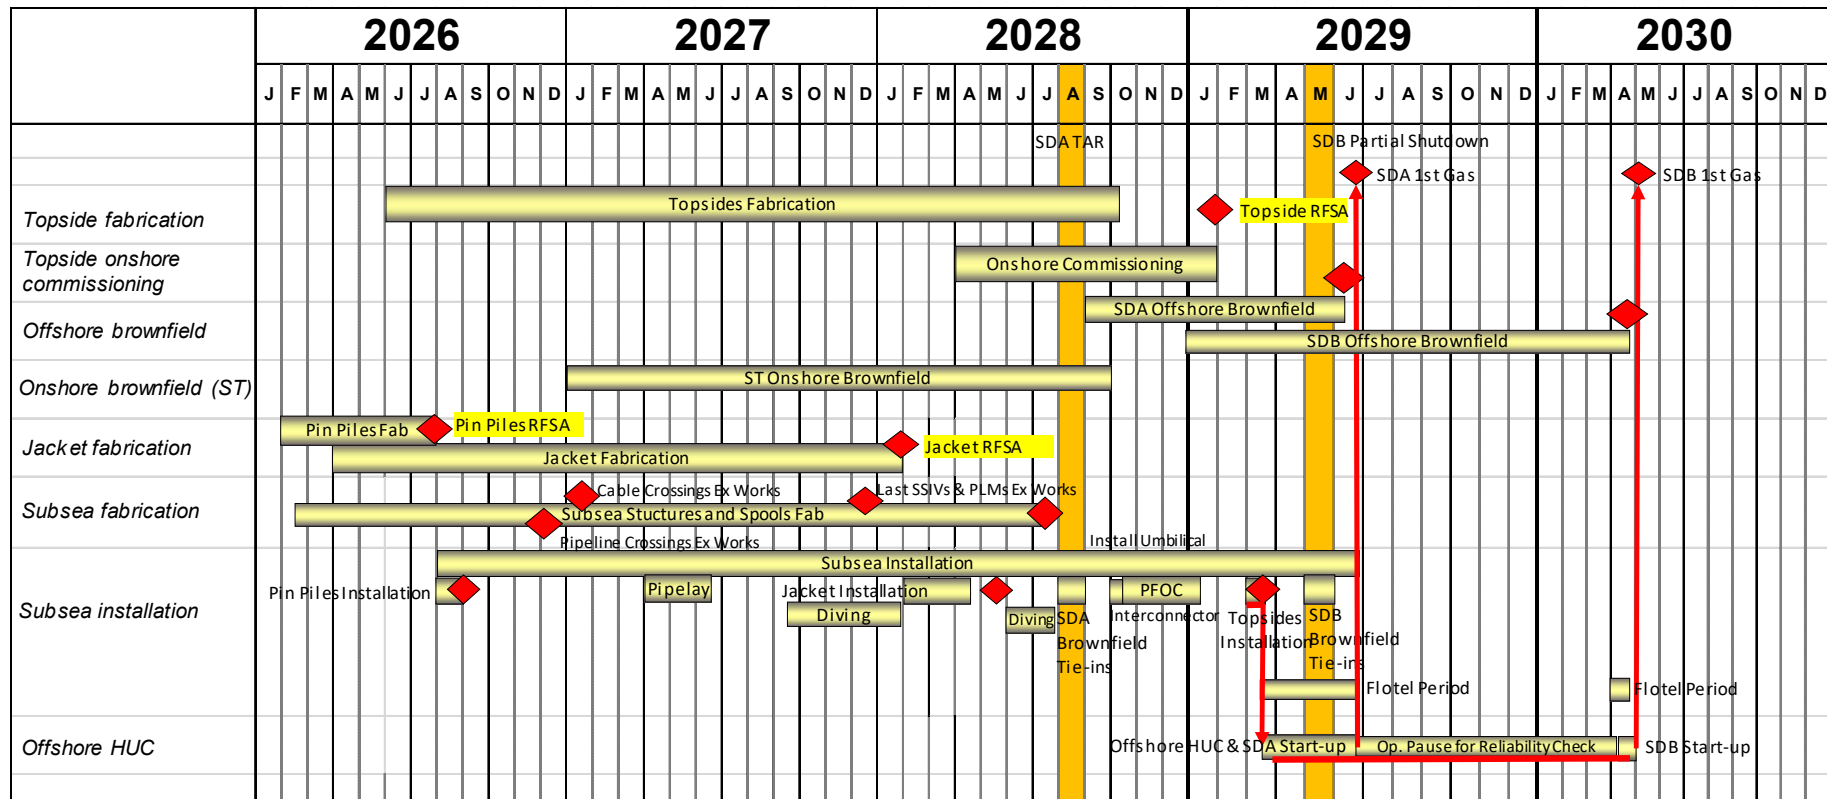 2026 2027 2028 2029 2030
J F M A M J J A S O N D J F M A M J J A S O N D J F M A M J J A S O N D J F M A M J J A S O N D J F M A M J J A S O N D
SDA TAR
SDB Partial Shutdown
SDA 1st Gas
SDB 1st Gas
Topside fabrication
Topsides Fabrication
Topside RFSA
Topside onshore
commissioning
Onshore Commissioning
Offshore brownfield
SDA Offshore Brownfield
SDB Offshore Brownfield
Onshore brownfield (ST)
ST Onshore Brownfield
Jacket fabrication
Pin Piles Fab
Pin Piles RFSA
Jacket RFSA
Jacket Fabrication
Subsea fabrication
Cable Crossings Ex Works
Last SSIVs & PLMs Ex Works
Subsea Stuctures and Spools Fab
Pipeline Crossings Ex Works
Install Umbilical
Subsea installation
Subsea Installation
Pin Piles Installation
Pipelay
Jacket Installation
PFOC
Diving
Diving
SDA
Brownfield
Tie-ins
Interconnector
Topsides
Installation
SDB
Brownfield
Tie-ins
Flotel Period
Flotel Period
Offshore HUC
Offshore HUC & SDA Start-up
Op. Pause for Reliability Check
SDB Start-up